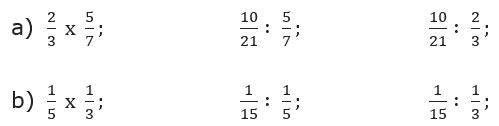 a) 2/3 x 5/7; 10/21 : 5/7; 10/21 : 2/3;
b) 1/5 x 1/3; 1/15 : 1/5; 1/15 : 1/3;